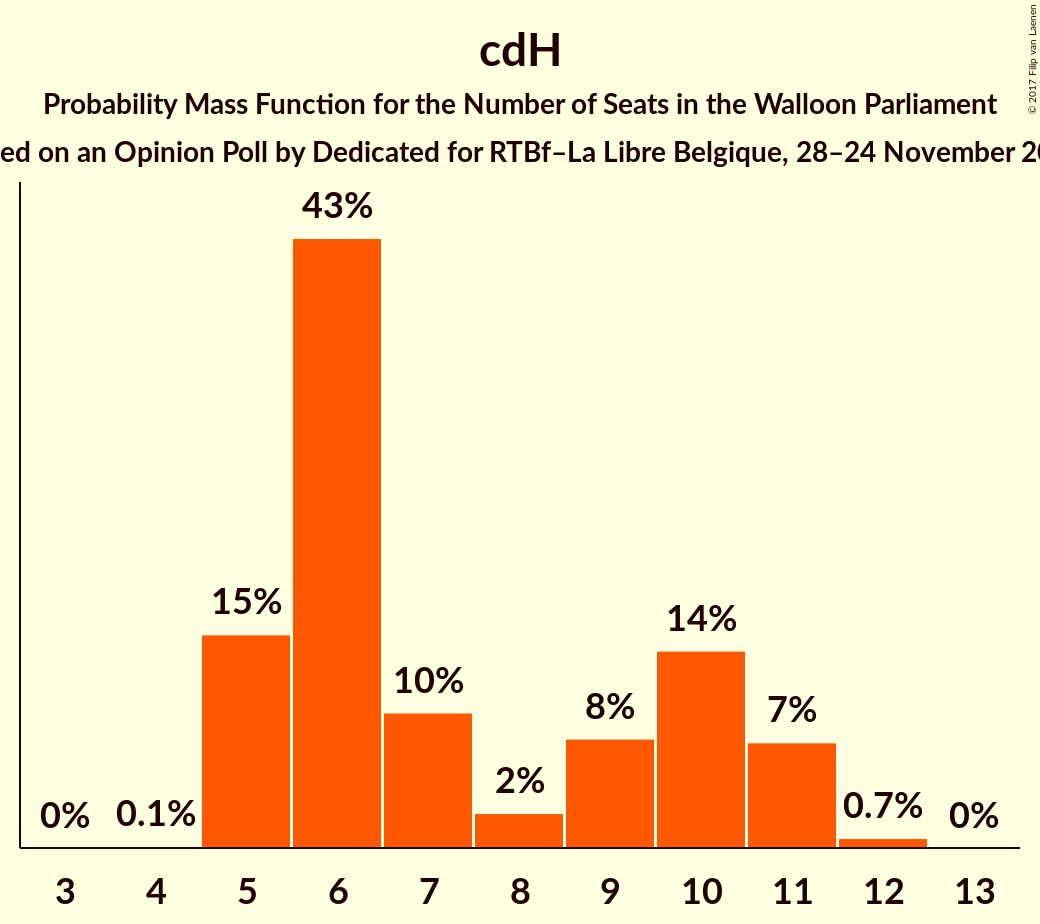 cdH
Probability Mass Function for the Number of Seats in the Walloon Parliament
on an Opinion Poll by Dedicated for RTBf–La Libre Belgique, 28–24 November
© 2017 Filip van Laenen
43%
15%
14%
10%
8%
7%
2%
0%
0.1%
0.7%
0%
3 4 5 6 7 8 9 10 11 12 13